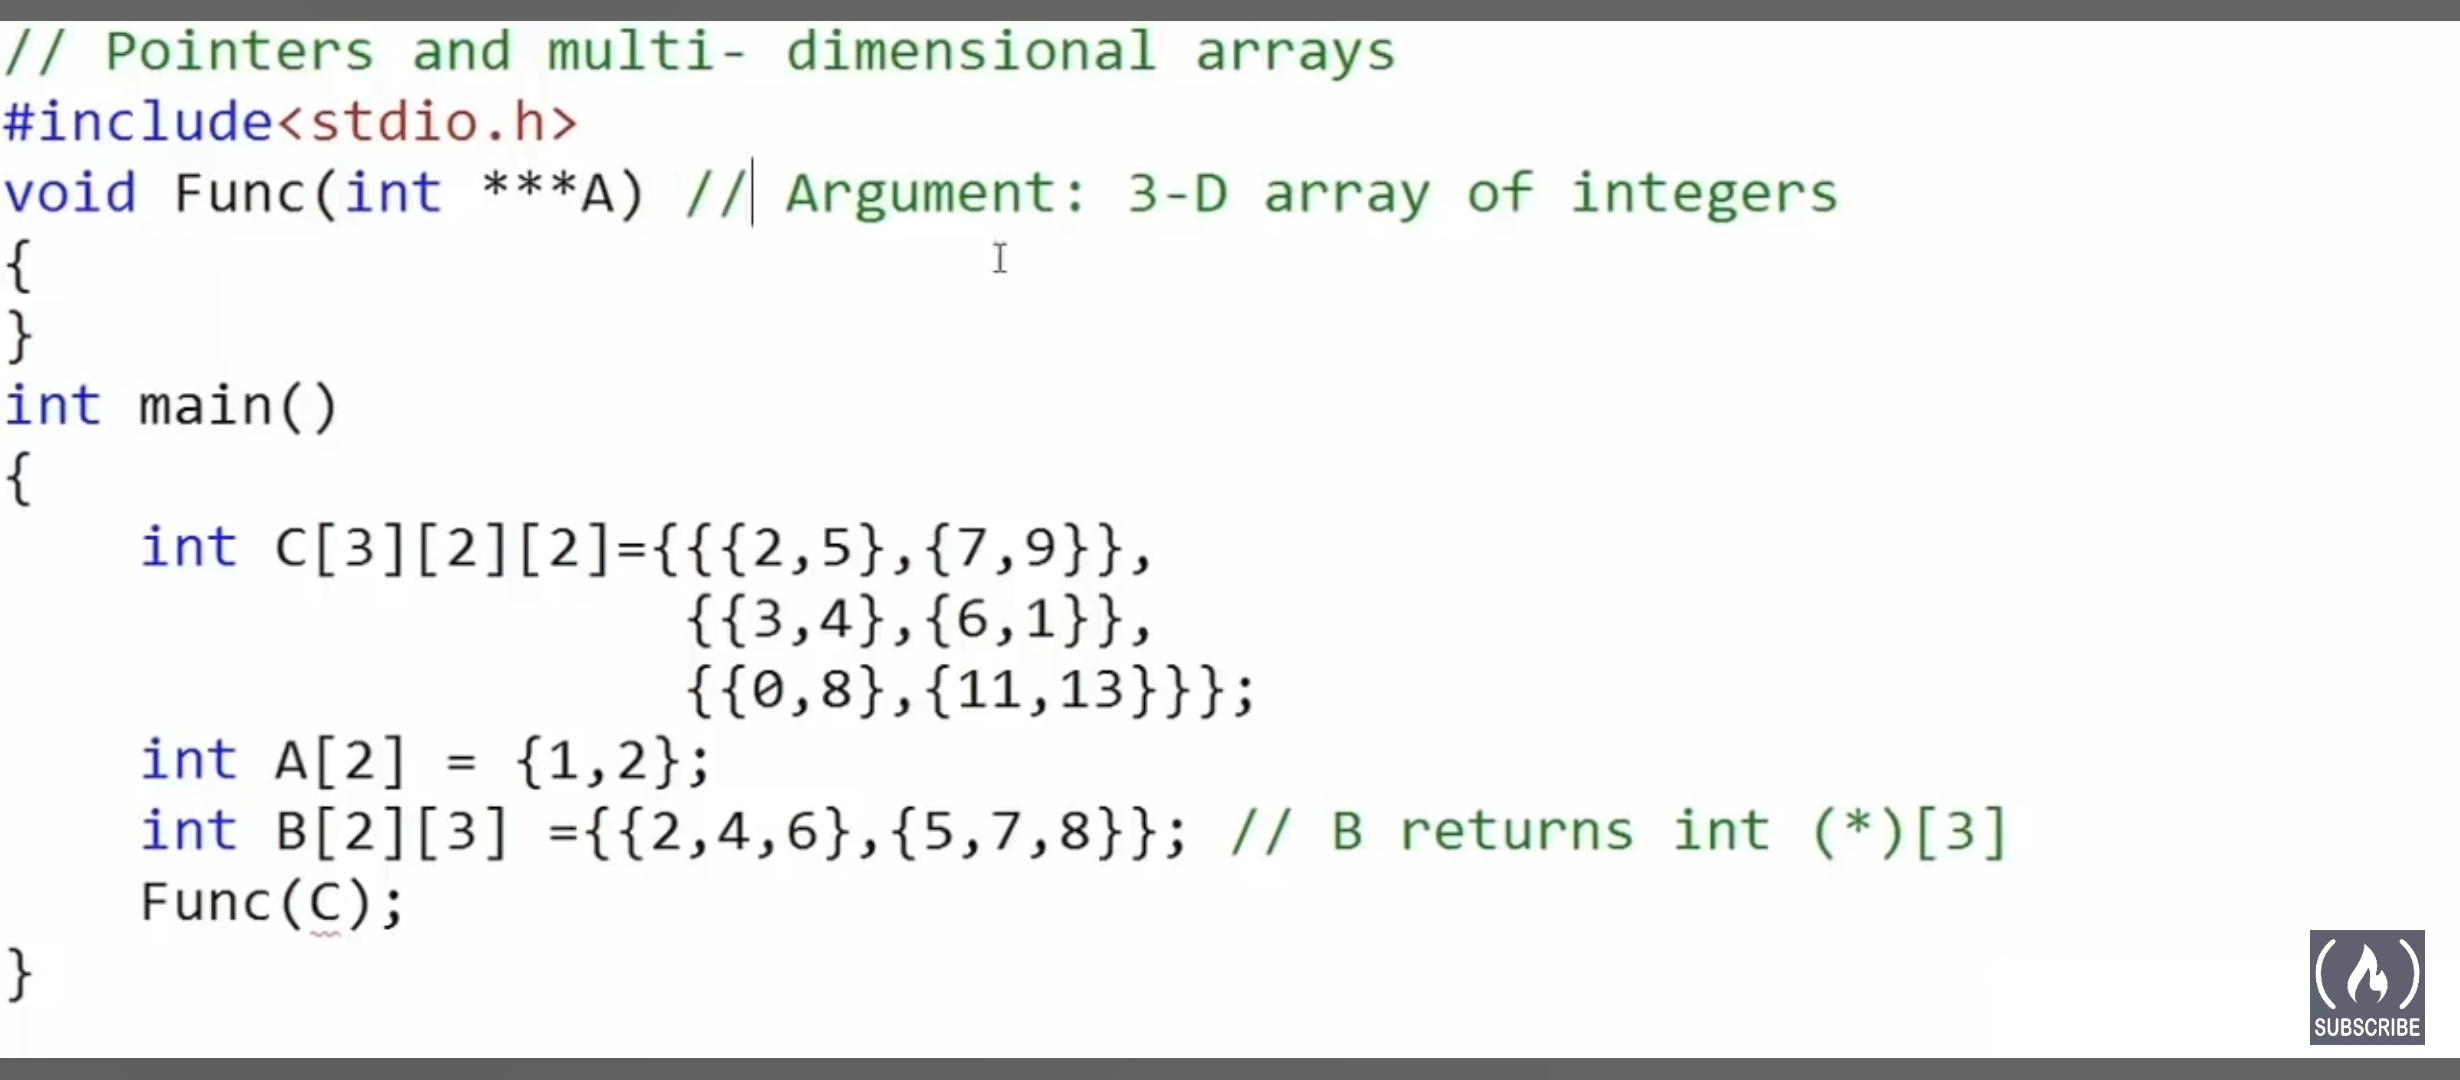 // Pointers and multi- dimensional arrays
#include<stdio.h>
void Func(int ***A) // Argument: 3-D array of integers
{
}
int main()
{
    int C[3][2][2]={{{2,5},{7,9}},
                    {{3,4},{6,1}},
                    {{0,8},{11,13}}};
    int A[2] = {1,2};
    int B[2][3] ={{2,4,6},{5,7,8}}; // B returns int (*)[3]
    Func(C);
}
SUBSCRIBE